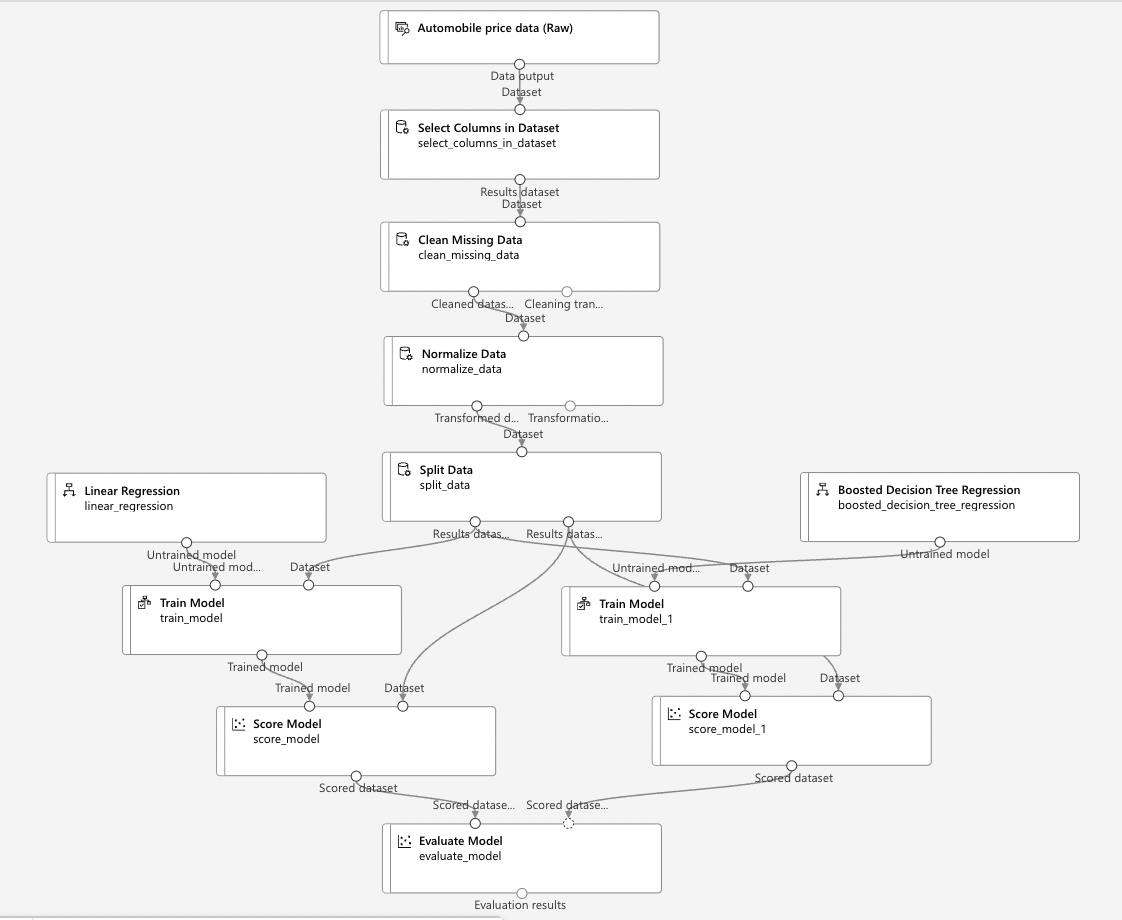 Automobile price data (Raw)
Data output
Dataset
Select Columns in Dataset
select_columns_in_dataset
Results dataset
Dataset
Clean Missing Data
clean_missing_data
Cleaned datas...
Cleaning tran...
Dataset
Normalize Data
normalize_data
Transformed d...
Transformatio...
Dataset
Split Data
split_data
Linear Regression
linear_regression
Boosted Decision Tree Regression
boosted_decision_tree_regression
Results datas...
Results datas...
Untrained model
Untrained model
Untrained mod...
Dataset
Untrained mod...
Dataset
Train Model
train_model
Train Model
train_model_1
Trained model
Trained model
Trained model
Dataset
Trained model
Dataset
Score Model
score_model
Score Model
score_model_1
Scored dataset
Scored dataset
Scored datase...
Scored datase...
Evaluate Model
evaluate_model
Evaluation results